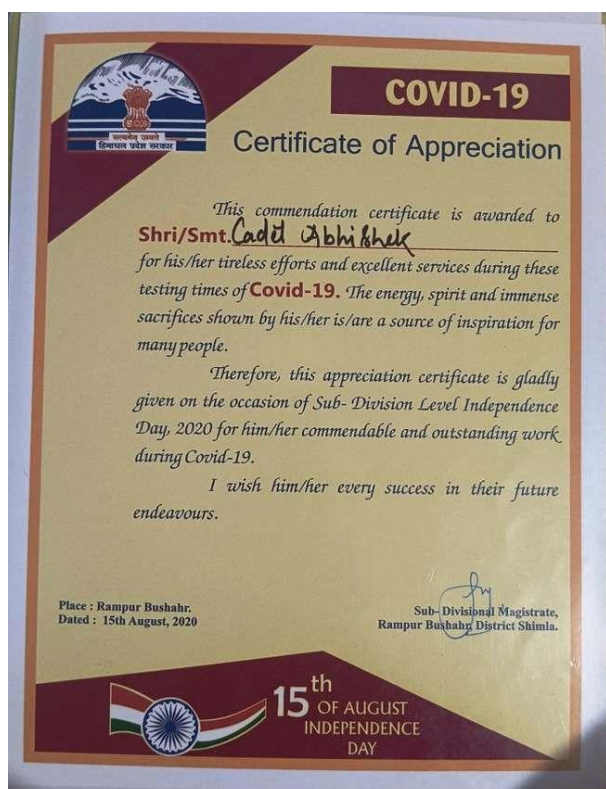 सत्यमेव जयते
हिमाचल प्रदेश सरकार
COVID-19
Certificate of Appreciation
This commendation certificate is awarded to
Shri/Smt. Cadet Abhishek
for his/her tireless efforts and excellent services during these
testing times of Covid-19. The energy, spirit and immense
sacrifices shown by his/her is/are a source of inspiration for
many people.
Therefore, this appreciation certificate is gladly
given on the occasion of Sub- Division Level Independence
Day, 2020 for him/her commendable and outstanding work
during Covid-19.
I wish him/her every success in their future
endeavours.
Place : Rampur Bushahr.
Dated : 15th August, 2020
Sub- Divisional Magistrate,
Rampur Bushahr, District Shimla.
15th
OF AUGUST
INDEPENDENCE
DAY